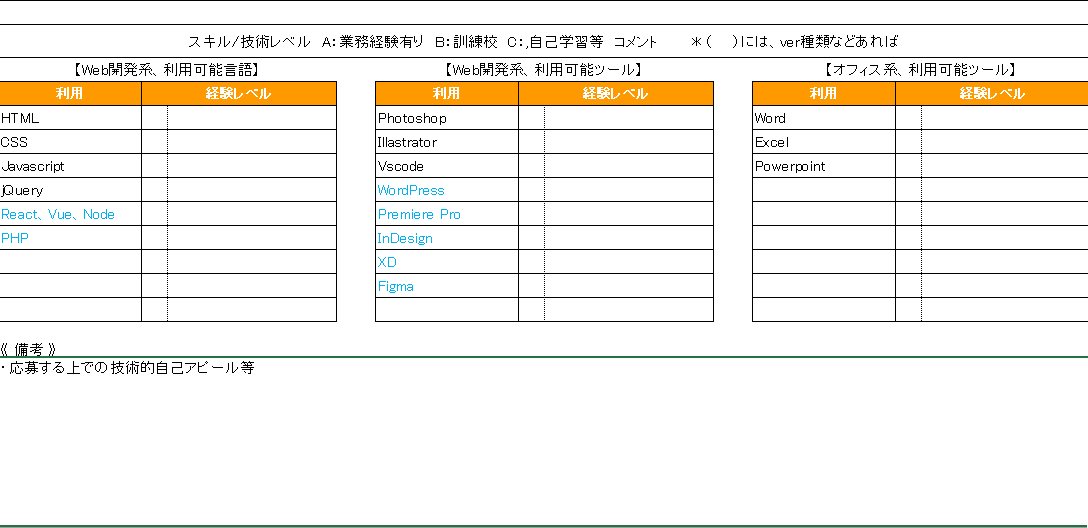 スキル/技術レベル　A：業務経験有り　B：訓練校　C：,自己学習等　コメント　　＊（　）には、ver種類などあれば
【Web開発系、利用可能言語】
利用　経験レベル
HTML
CSS
Javascript
jQuery
React、Vue、Node
PHP
【Web開発系、利用可能ツール】
利用　経験レベル
Photoshop
Illastrator
Vscode
WordPress
Premiere Pro
InDesign
XD
Figma
【オフィス系、利用可能ツール】
利用　経験レベル
Word
Excel
Powerpoint
《 備考 》
・応募する上での技術的自己アピール等